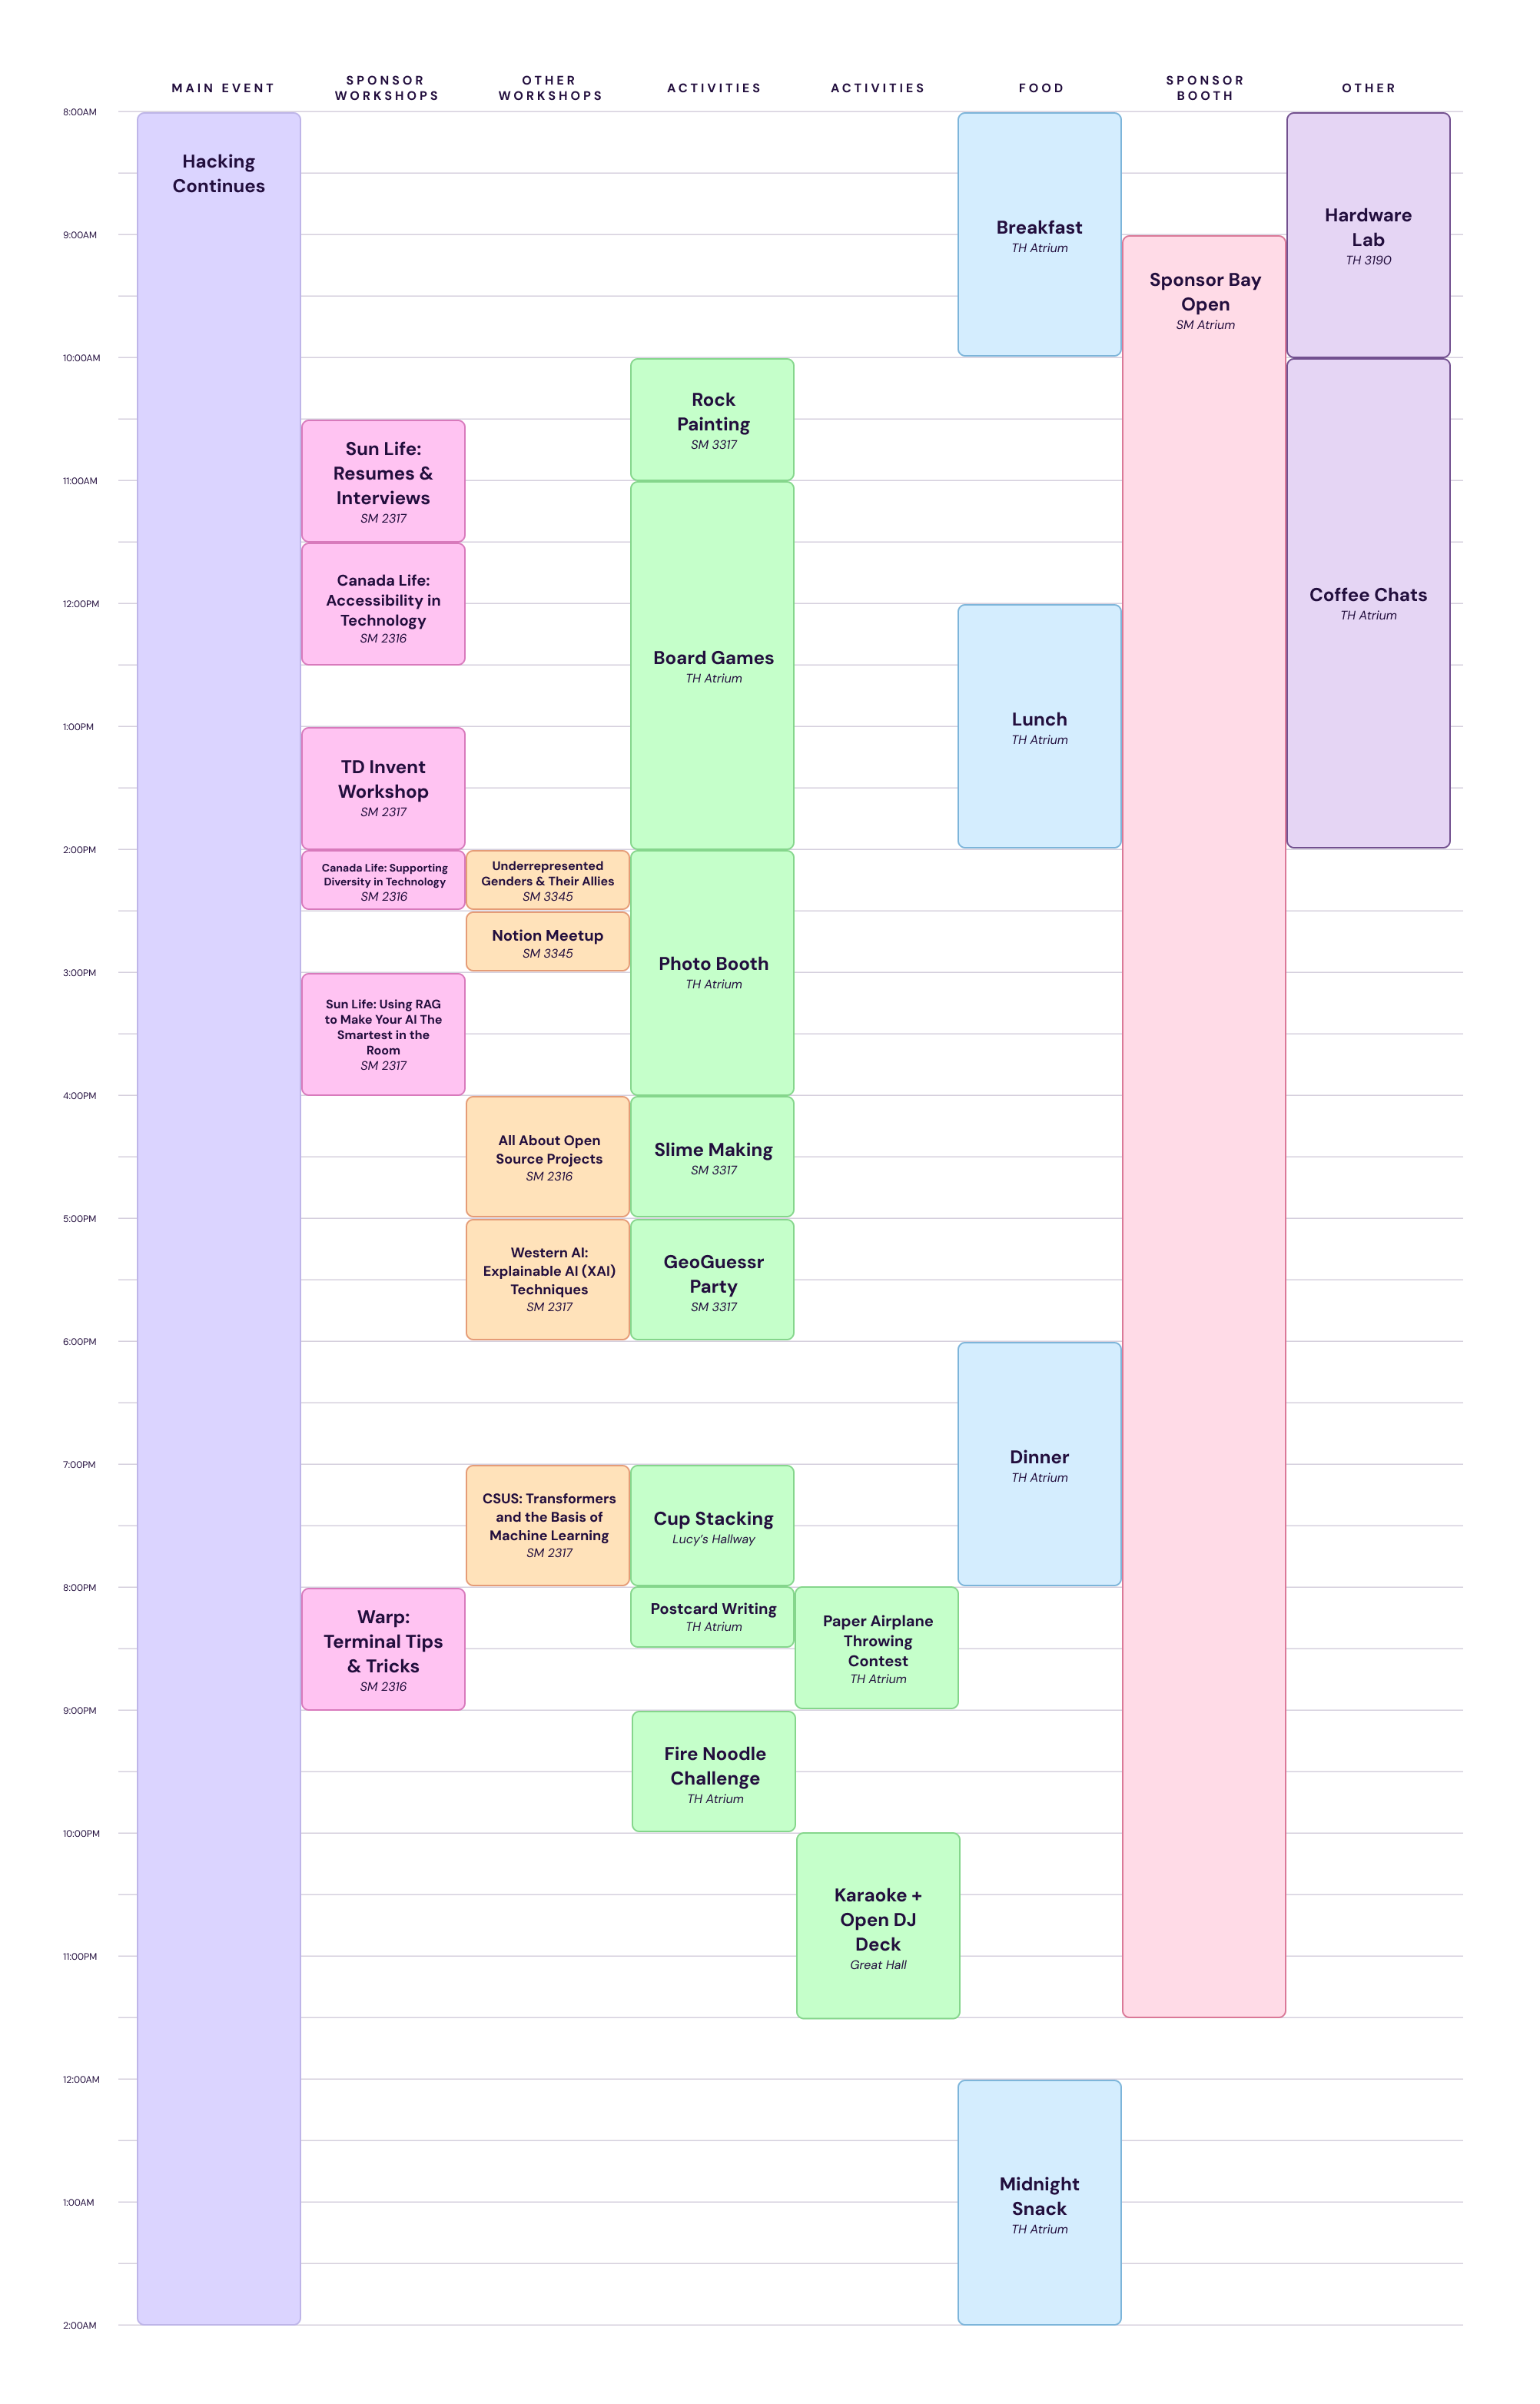 MAIN EVENT
SPONSOR
WORKSHOPS
OTHER
WORKSHOPS
ACTIVITIES
ACTIVITIES
FOOD
SPONSOR
BOOTH
OTHER
8:00AM
Hacking
Continues
Breakfast
TH Atrium
Hardware
Lab
TH 3190
9:00AM
Sponsor Bay
Open
SM Atrium
10:00AM
Rock
Painting
SM 3317
Sun Life:
Resumes &
Interviews
SM 2317
11:00AM
Canada Life:
Accessibility in
Technology
SM 2316
Board Games
TH Atrium
Coffee Chats
TH Atrium
12:00PM
Lunch
TH Atrium
1:00PM
TD Invent
Workshop
SM 2317
2:00PM
Canada Life: Supporting
Diversity in Technology
SM 2316
Underrepresented
Genders & Their Allies
SM 3345
Notion Meetup
SM 3345
Photo Booth
TH Atrium
3:00PM
Sun Life: Using RAG
to Make Your AI The
Smartest in the
Room
SM 2317
4:00PM
All About Open
Source Projects
SM 2316
Slime Making
SM 3317
5:00PM
Western AI:
Explainable AI (XAI)
Techniques
SM 2317
GeoGuessr
Party
SM 3317
6:00PM
Dinner
TH Atrium
7:00PM
CSUS: Transformers
and the Basis of
Machine Learning
SM 2317
Cup Stacking
Lucy's Hallway
8:00PM
Warp:
Terminal Tips
& Tricks
SM 2316
Postcard Writing
TH Atrium
Paper Airplane
Throwing
Contest
TH Atrium
9:00PM
Fire Noodle
Challenge
TH Atrium
10:00PM
Karaoke +
Open DJ
Deck
Great Hall
11:00PM
12:00AM
Midnight
Snack
TH Atrium
1:00AM
2:00AM